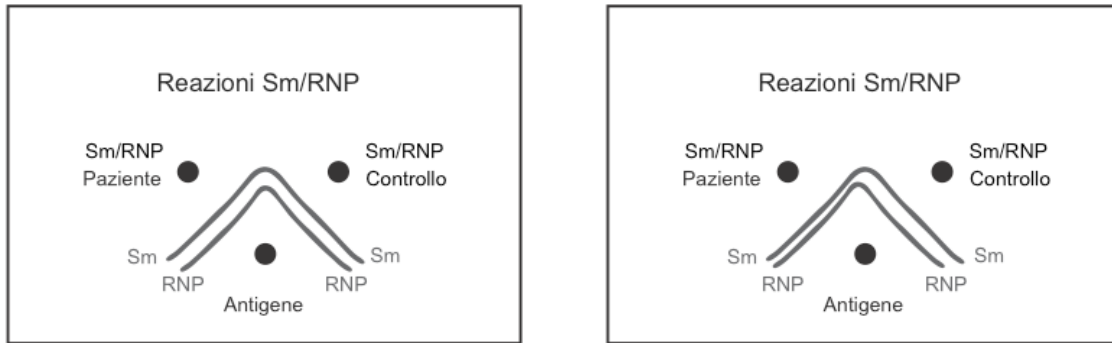 Reazioni Sm/RNP
Sm/RNP
Paziente
Sm/RNP
Controllo
Sm
Sm
RNP
RNP
Antigene
Reazioni Sm/RNP
Sm/RNP
Paziente
Sm/RNP
Controllo
Sm
Sm
RNP
RNP
Antigene